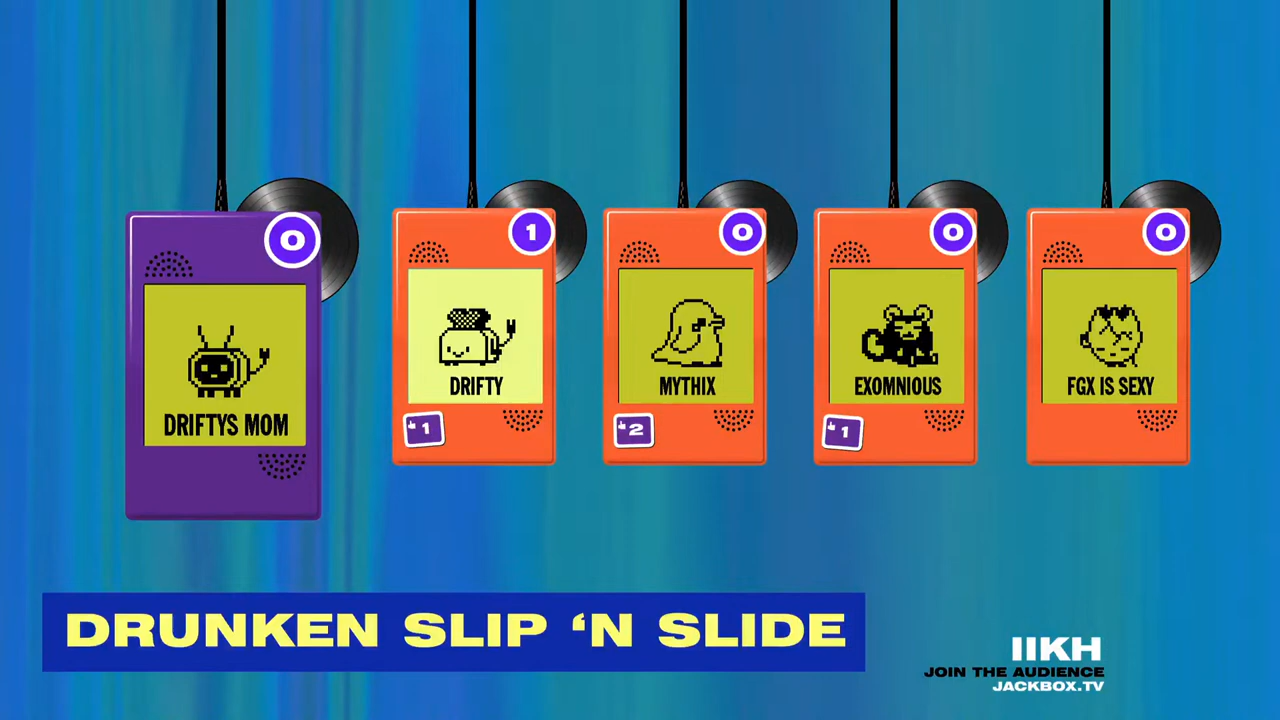 0
1
0
0
0
DRIFTYS MOM
DRIFTY
MYTHIX
EXOMNIOUS
FGX IS SEXY
1
2
1
DRUNKEN SLIP ‘N SLIDE
IIKH
JOIN THE AUDIENCE
JACKBOX.TV